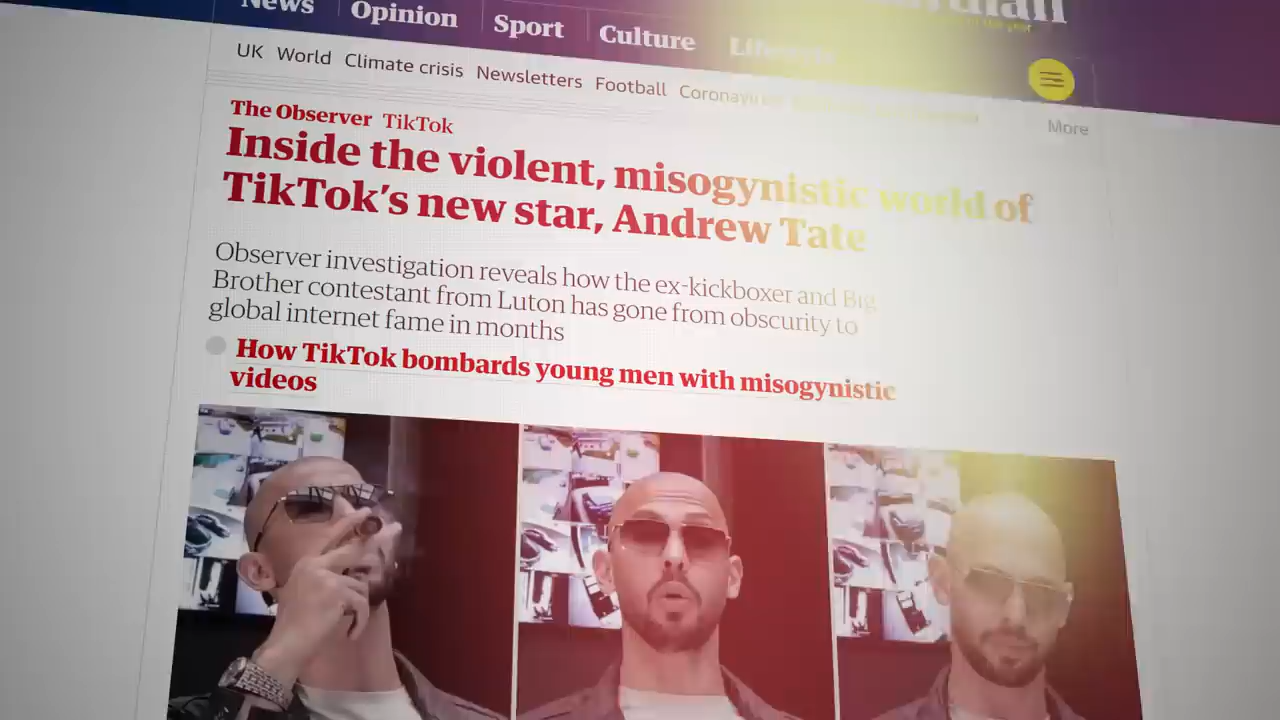 News Opinion Sport Culture Lifestyle
UK World Climate crisis Newsletters Football
More
The Observer TikTok
Inside the violent, misogynistic world of
TikTok's new star, Andrew Tate
Observer investigation reveals how the ex-kickboxer and Big
Brother contestant from Luton has gone from obscurity to
global internet fame in months
How TikTok bombards young men with misogynistic
videos